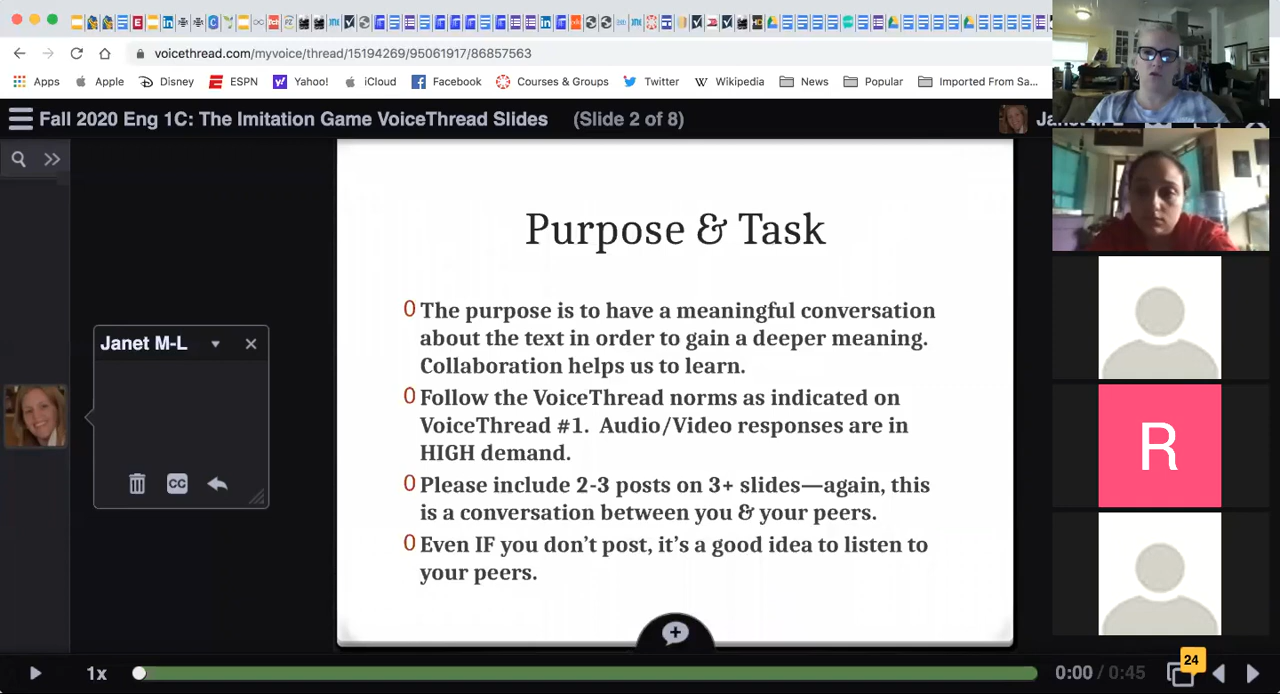 voicethread.com/myvoice/thread/15194269/95061917/86857563
Apps Apple Disney ESPN Yahoo! iCloud Facebook Courses & Groups Twitter Wikipedia News Popular Imported From Sa...
Fall 2020 Eng 1C: The Imitation Game VoiceThread Slides (Slide 2 of 8)
Purpose & Task
The purpose is to have a meaningful conversation
about the text in order to gain a deeper meaning.
Collaboration helps us to learn.
Follow the VoiceThread norms as indicated on
VoiceThread #1. Audio/Video responses are in
HIGH demand.
Please include 2-3 posts on 3+ slides—again, this
is a conversation between you & your peers.
Even IF you don't post, it's a good idea to listen to
your peers.
Janet M-L
CC
R
1x
0:00 / 0:45
24